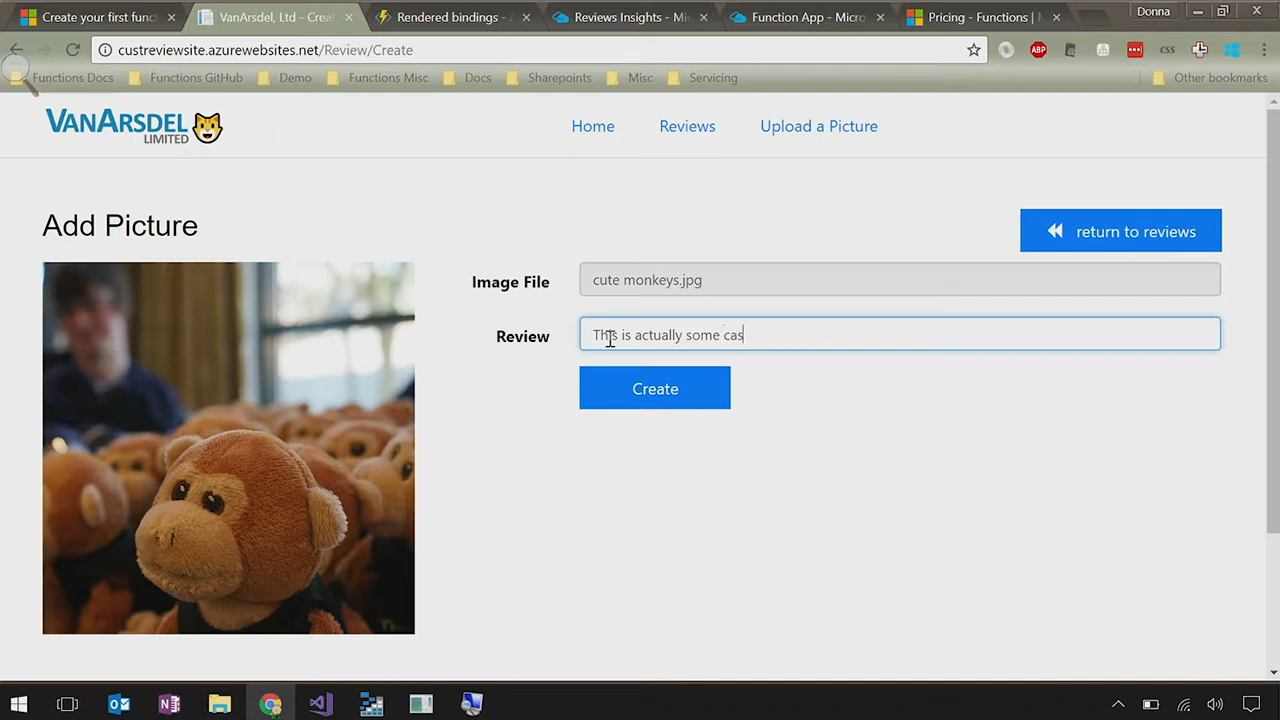 Create your first func
VanArsdel, Ltd - Crea
Rendered bindings - A
Reviews Insights - Mi
Function App - Micro
Pricing - Functions | M
Donna
custreviewsite.azurewebsites.net/Review/Create
ABP
CSS
Functions Docs
Functions GitHub
Demo
Functions Misc
Docs
Sharepoints
Misc
Servicing
Other bookmarks
VANARSDEL
LIMITED
Home
Reviews
Upload a Picture
Add Picture
return to reviews
Image File
cute monkeys.jpg
Review
This is actually some cas
Create